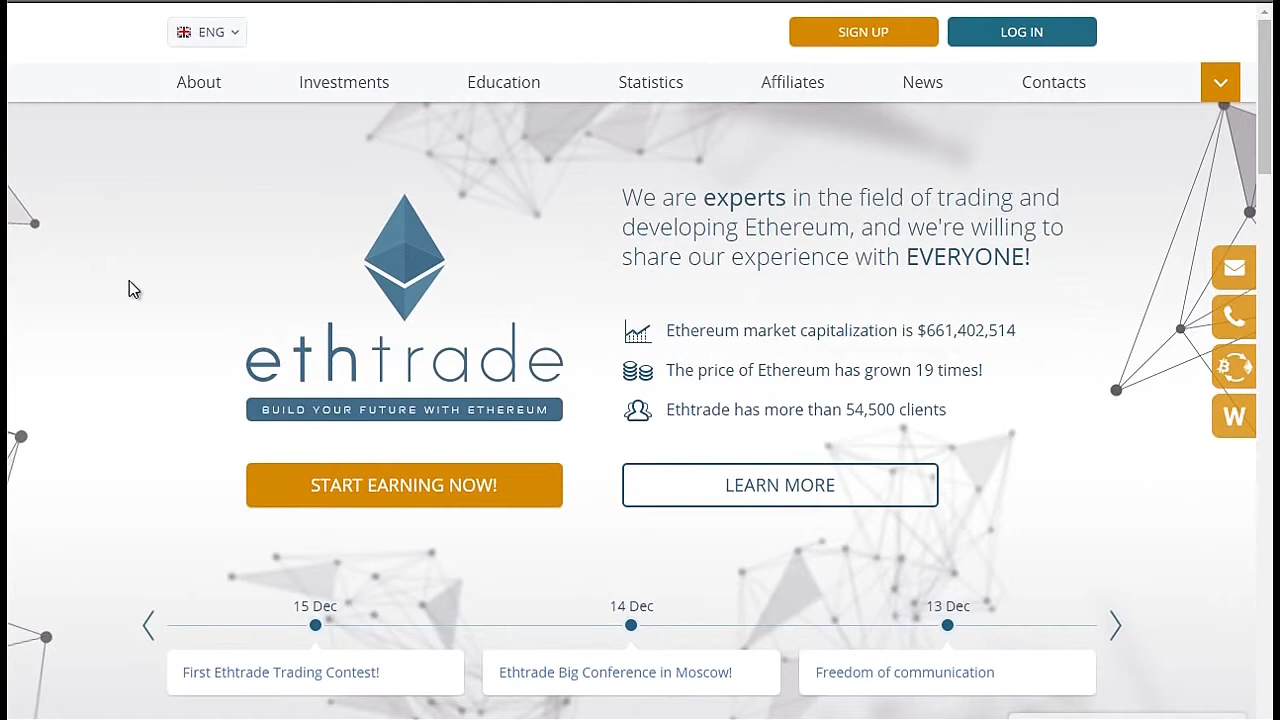 ENG
SIGN UP
LOG IN
About
Investments
Education
Statistics
Affiliates
News
Contacts
We are experts in the field of trading and
developing Ethereum, and we're willing to
share our experience with EVERYONE!
ethtrade
BUILD YOUR FUTURE WITH ETHEREUM
Ethereum market capitalization is $661,402,514
The price of Ethereum has grown 19 times!
Ethtrade has more than 54,500 clients
START EARNING NOW!
LEARN MORE
W
15 Dec
14 Dec
13 Dec
First Ethtrade Trading Contest!
Ethtrade Big Conference in Moscow!
Freedom of communication